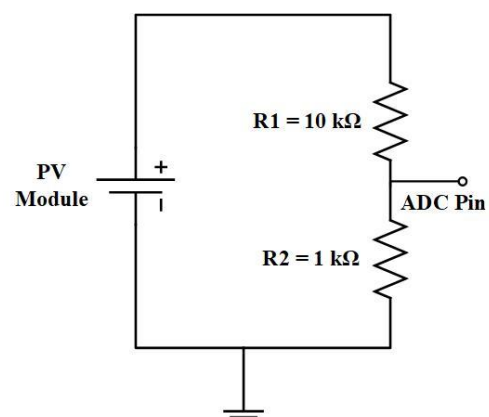 R1 = 10 kΩ
PV
Module
+
ADC Pin
R2 = 1 kΩ